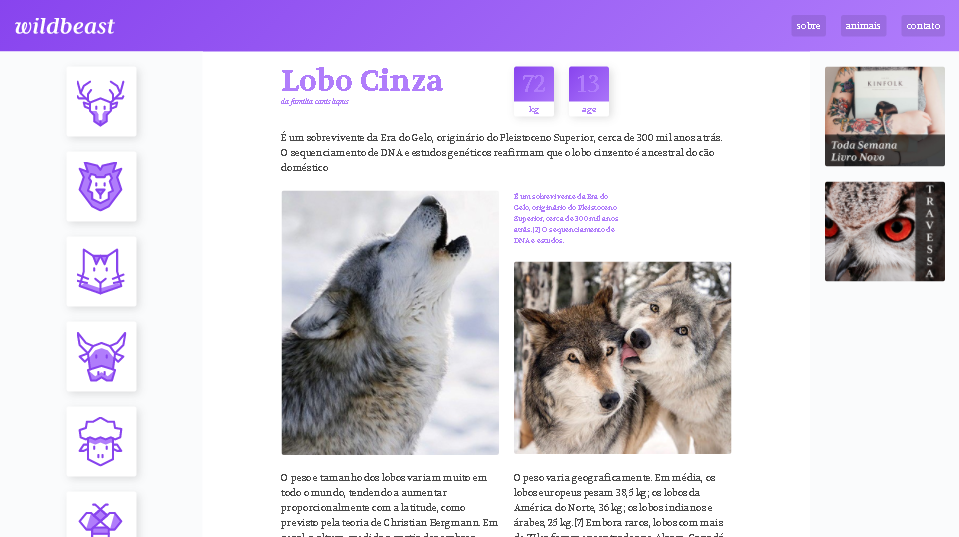 wildbeast
sobre
animais
contato
Lobo Cinza
da família canis lupus
72
kg
13
age
É um sobrevivente da Era do Gelo, originário do Pleistoceno Superior, cerca de 300 mil anos atrás.
O sequenciamento de DNA e estudos genéticos reafirmam que o lobo cinzento é ancestral do cão
doméstico
É um sobrevivente da Era do
Gelo, originário do Pleistoceno
Superior, cerca de 300 mil anos
atrás.[2] O sequenciamento de
DNA e estudos.
O peso e tamanho dos lobos variam muito em
todo o mundo, tendendo a aumentar
proporcionalmente com a latitude, como
previsto pela teoria de Christian Bergmann. Em
O peso varia geograficamente. Em média, os
lobos europeus pesam 38,5 kg; os lobos da
América do Norte, 36 kg; os lobos indianos e
árabes, 25 kg.[7] Embora raros, lobos com mais
KINFOLK
Toda Semana
Livro Novo
TRAVESSA